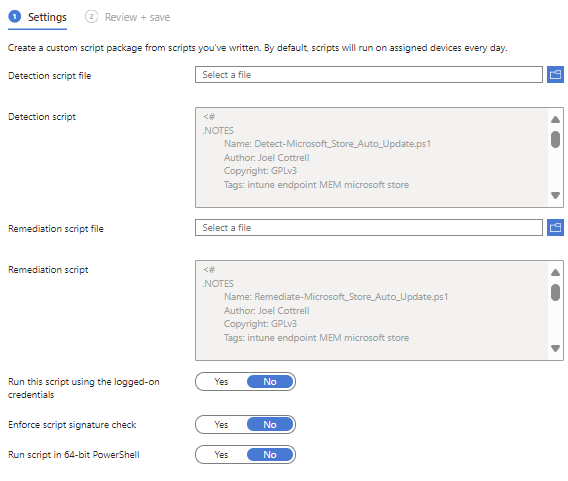 1 Settings 2 Review + save
Create a custom script package from scripts you've written. By default, scripts will run on assigned devices every day.
Detection script file Select a file
Detection script <#
.NOTES
Name: Detect-Microsoft_Store_Auto_Update.ps1
Author: Joel Cottrell
Copyright: GPLv3
Tags: intune endpoint MEM microsoft store
Remediation script file Select a file
Remediation script <#
.NOTES
Name: Remediate-Microsoft_Store_Auto_Update.ps1
Author: Joel Cottrell
Copyright: GPLv3
Tags: intune endpoint MEM microsoft store
Run this script using the logged-on Yes No
credentials
Enforce script signature check Yes No
Run script in 64-bit PowerShell Yes No